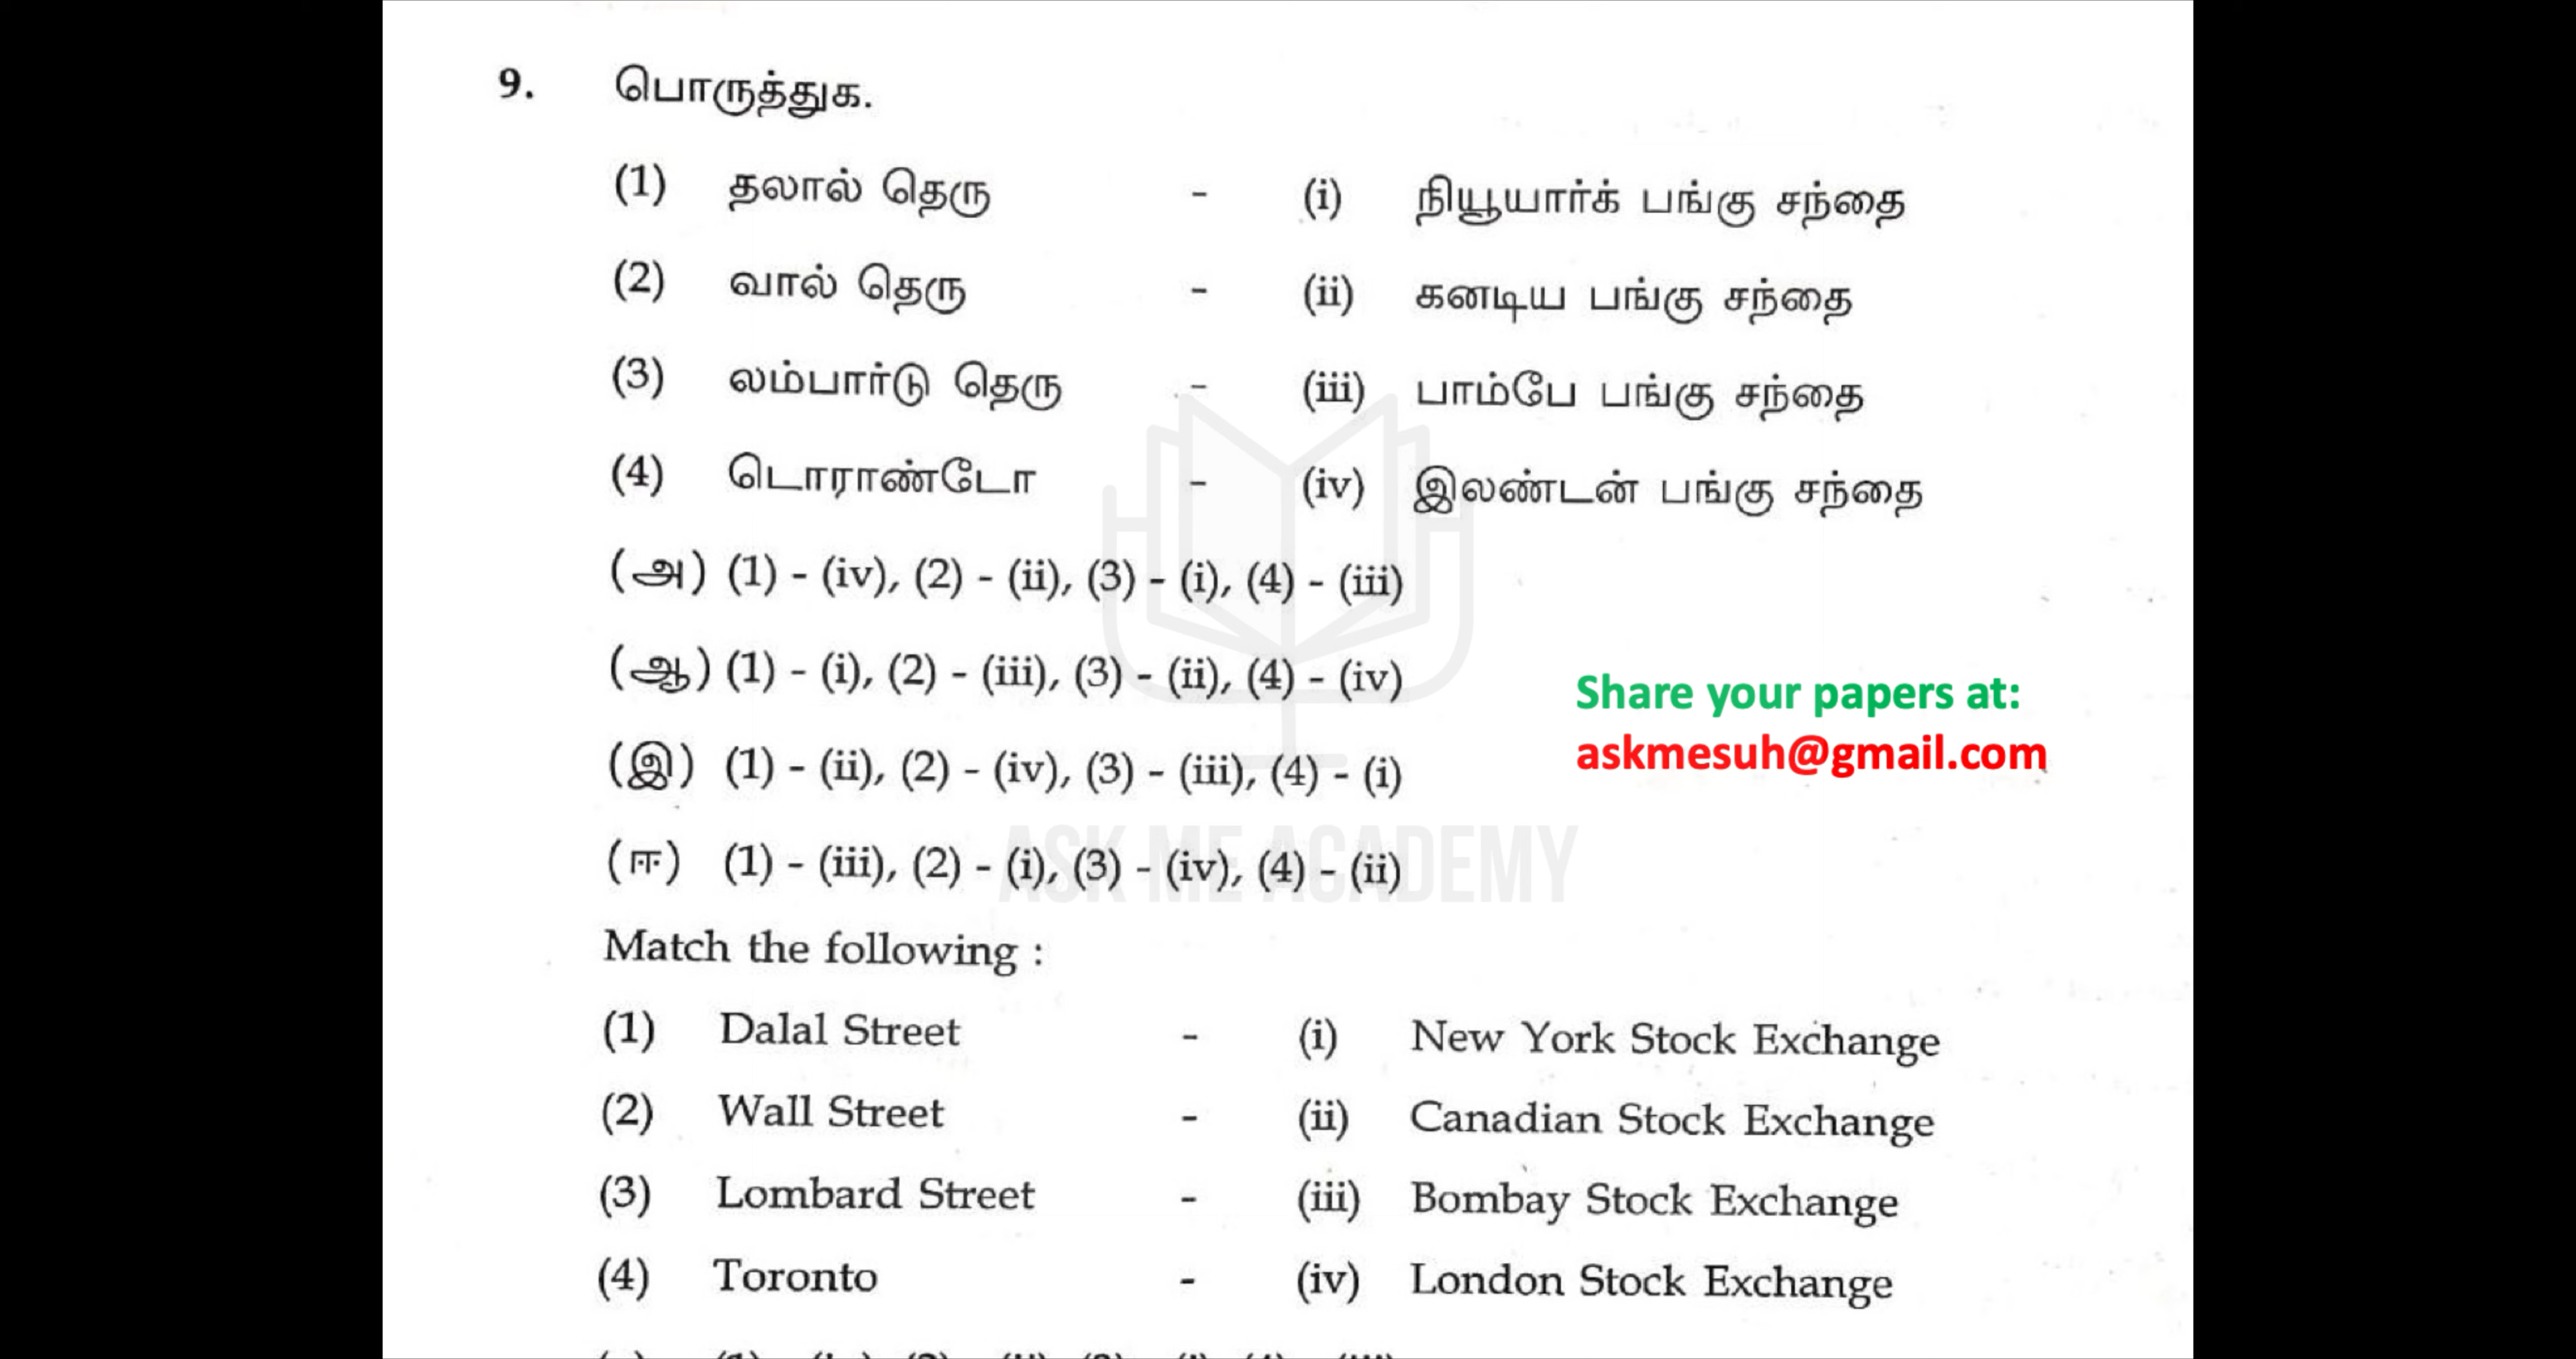 9. பொருத்துக.
(1) தலால் தெரு - (i) நியூயார்க் பங்கு சந்தை
(2) வால் தெரு - (ii) கனடிய பங்கு சந்தை
(3) லம்பார்டு தெரு - (iii) பாம்பே பங்கு சந்தை
(4) டொராண்டோ - (iv) இலண்டன் பங்கு சந்தை
(அ) (1) - (iv), (2) - (ii), (3) - (i), (4) - (iii)
(ஆ) (1) - (i), (2) - (iii), (3) - (ii), (4) - (iv)
Share your papers at:
askmesuh@gmail.com
(இ) (1) - (ii), (2) - (iv), (3) - (iii), (4) - (i)
(ஈ) (1) - (iii), (2) - (i), (3) - (iv), (4) - (ii)
ASK ME ACADEMY
Match the following :
(1) Dalal Street - (i) New York Stock Exchange
(2) Wall Street - (ii) Canadian Stock Exchange
(3) Lombard Street - (iii) Bombay Stock Exchange
(4) Toronto - (iv) London Stock Exchange